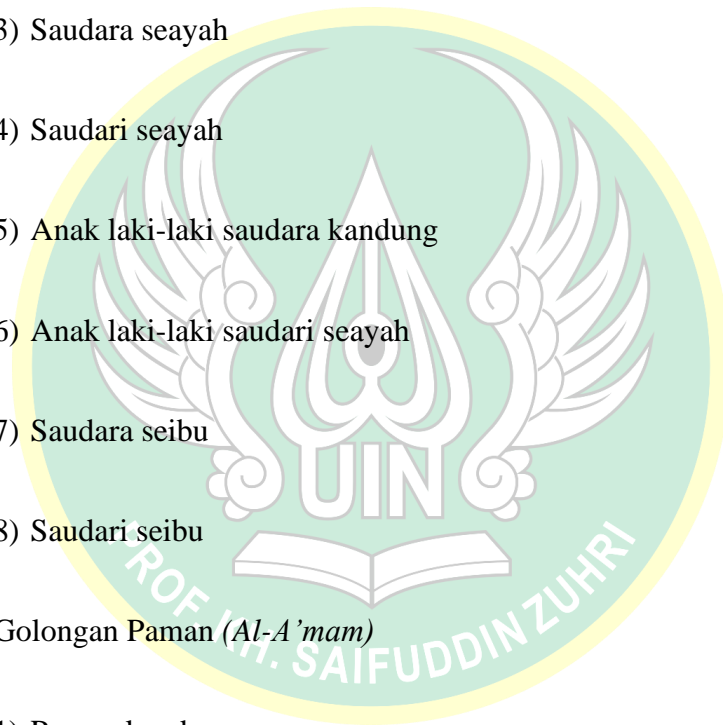 3) Saudara seayah
4) Saudari seayah
5) Anak laki-laki saudara kandung
6) Anak laki-laki saudari seayah
7) Saudara seibu
UIN
8) Saudari seibu
PROF. KH. SAIFUDDIN ZUHRI
Golongan Paman (Al-A’mam)